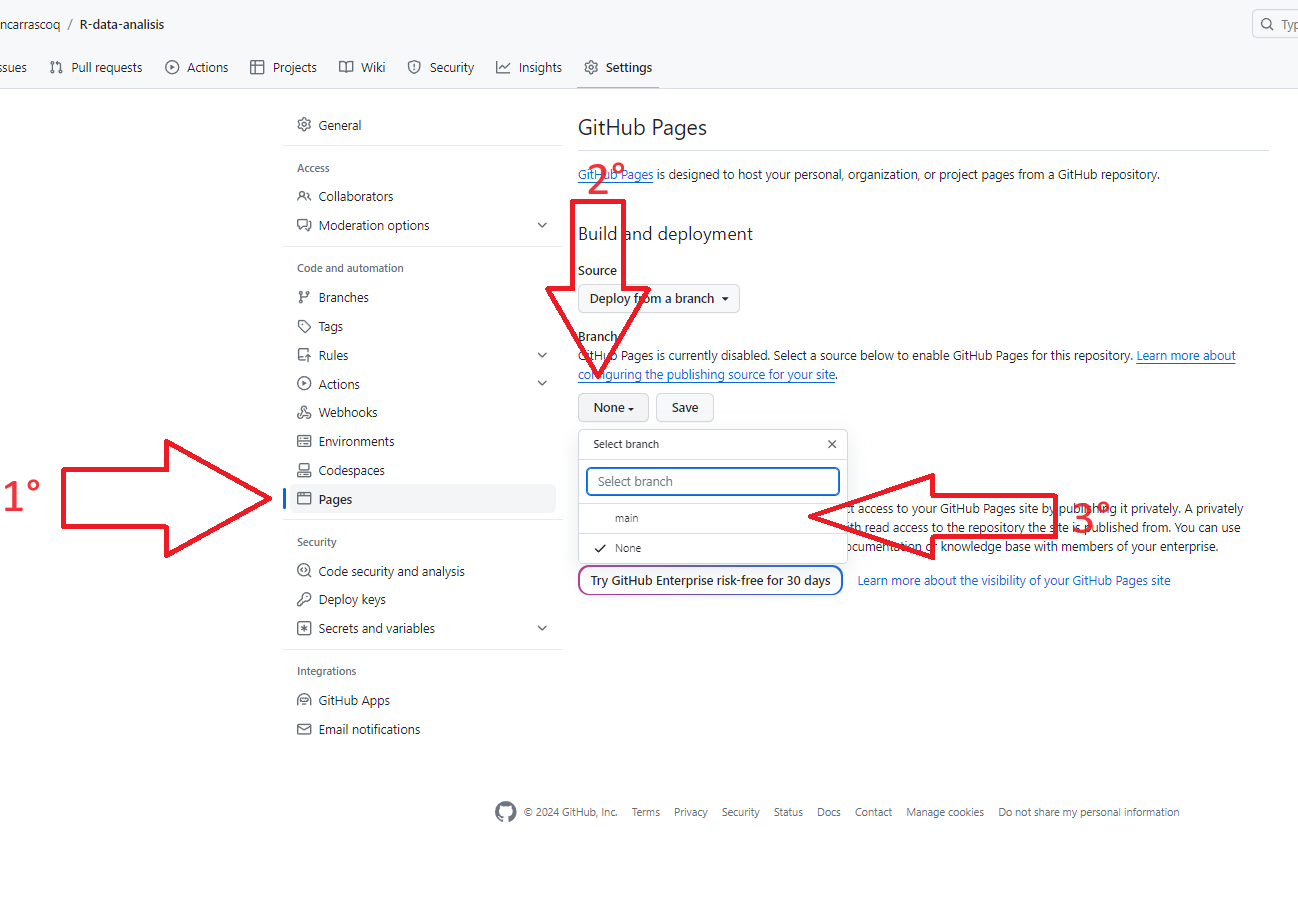 ncarrascoq / R-data-analisis
Typ
ssues Pull requests Actions Projects Wiki Security Insights Settings
General
Access
Collaborators
Moderation options
Code and automation
Branches
Tags
Rules
Actions
Webhooks
Environments
Codespaces
1° Pages
Security
Code security and analysis
Deploy keys
Secrets and variables
Integrations
GitHub Apps
Email notifications
GitHub Pages
GitHub Pages is designed to host your personal, organization, or project pages from a GitHub repository.
2°
Build and deployment
Source
Deploy from a branch
Branch
GitHub Pages is currently disabled. Select a source below to enable GitHub Pages for this repository. Learn more about
configuring the publishing source for your site.
None Save
Select branch
Select branch
main
None
ct access to your GitHub Pages site by publishing it privately. A privately
3°
ith read access to the repository the site is published from. You can use
ocumentation or knowledge base with members of your enterprise.
Try GitHub Enterprise risk-free for 30 days Learn more about the visibility of your GitHub Pages site
© 2024 GitHub, Inc. Terms Privacy Security Status Docs Contact Manage cookies Do not share my personal information